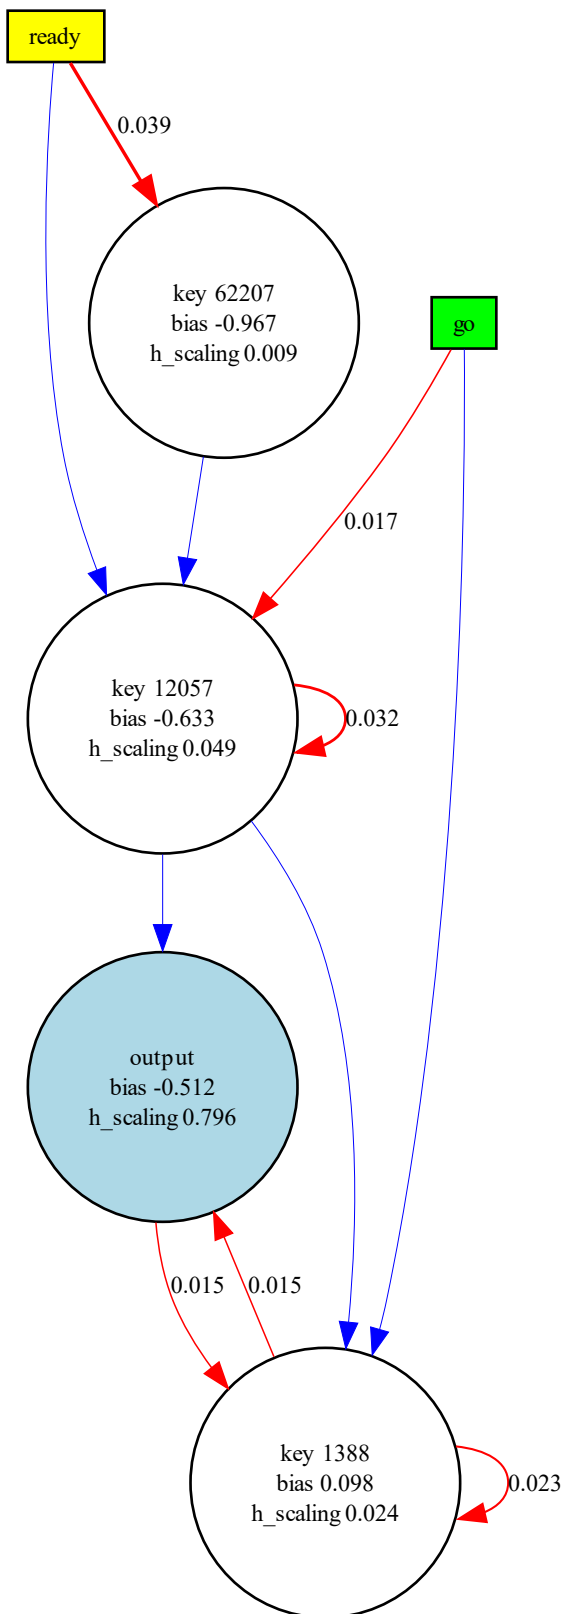 ready
0.039
key 62207
bias -0.967
h_scaling 0.009
go
0.017
key 12057
bias -0.633
h_scaling 0.049
0.032
output
bias -0.512
h_scaling 0.796
0.015
0.015
key 1388
bias 0.098
h_scaling 0.024
0.023